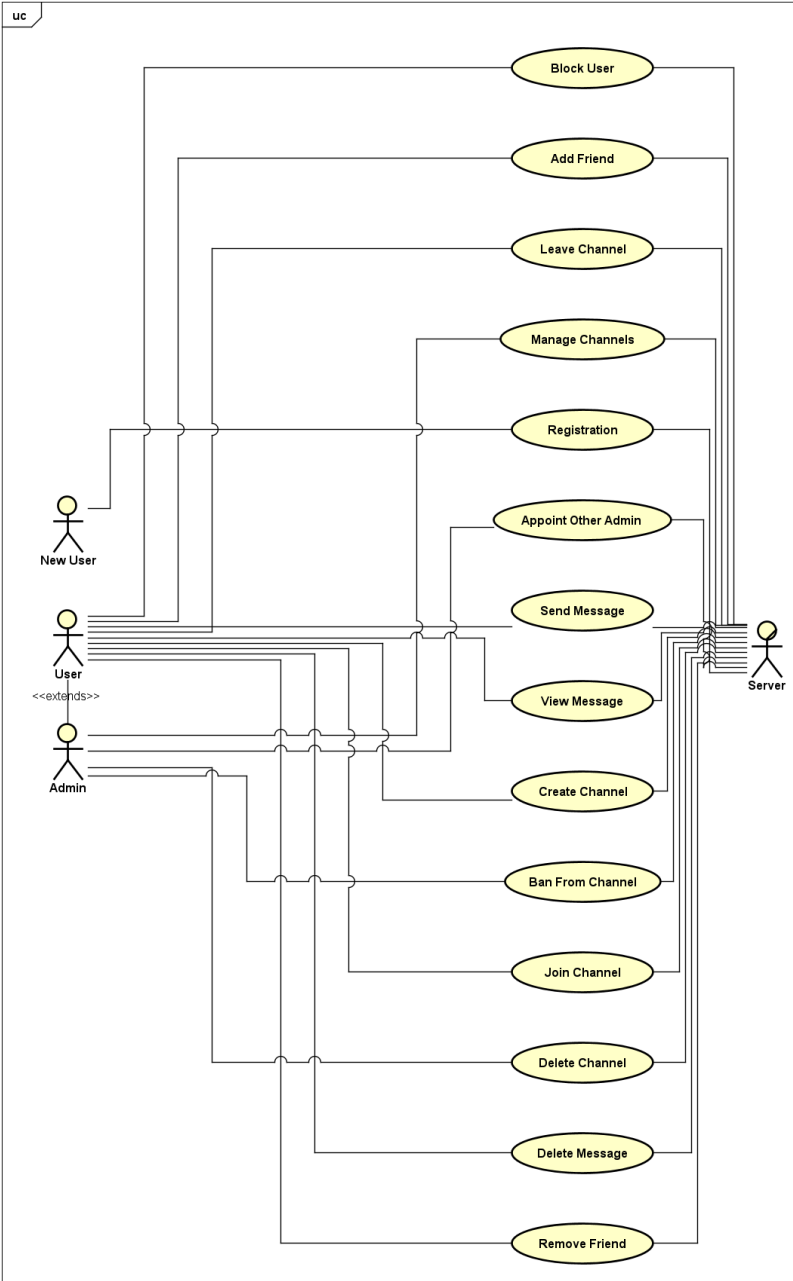 uc
Block User
Add Friend
Leave Channel
Manage Channels
Registration
New User
Appoint Other Admin
Send Message
User
Server
<<extends>>
View Message
Admin
Create Channel
Ban From Channel
Join Channel
Delete Channel
Delete Message
Remove Friend